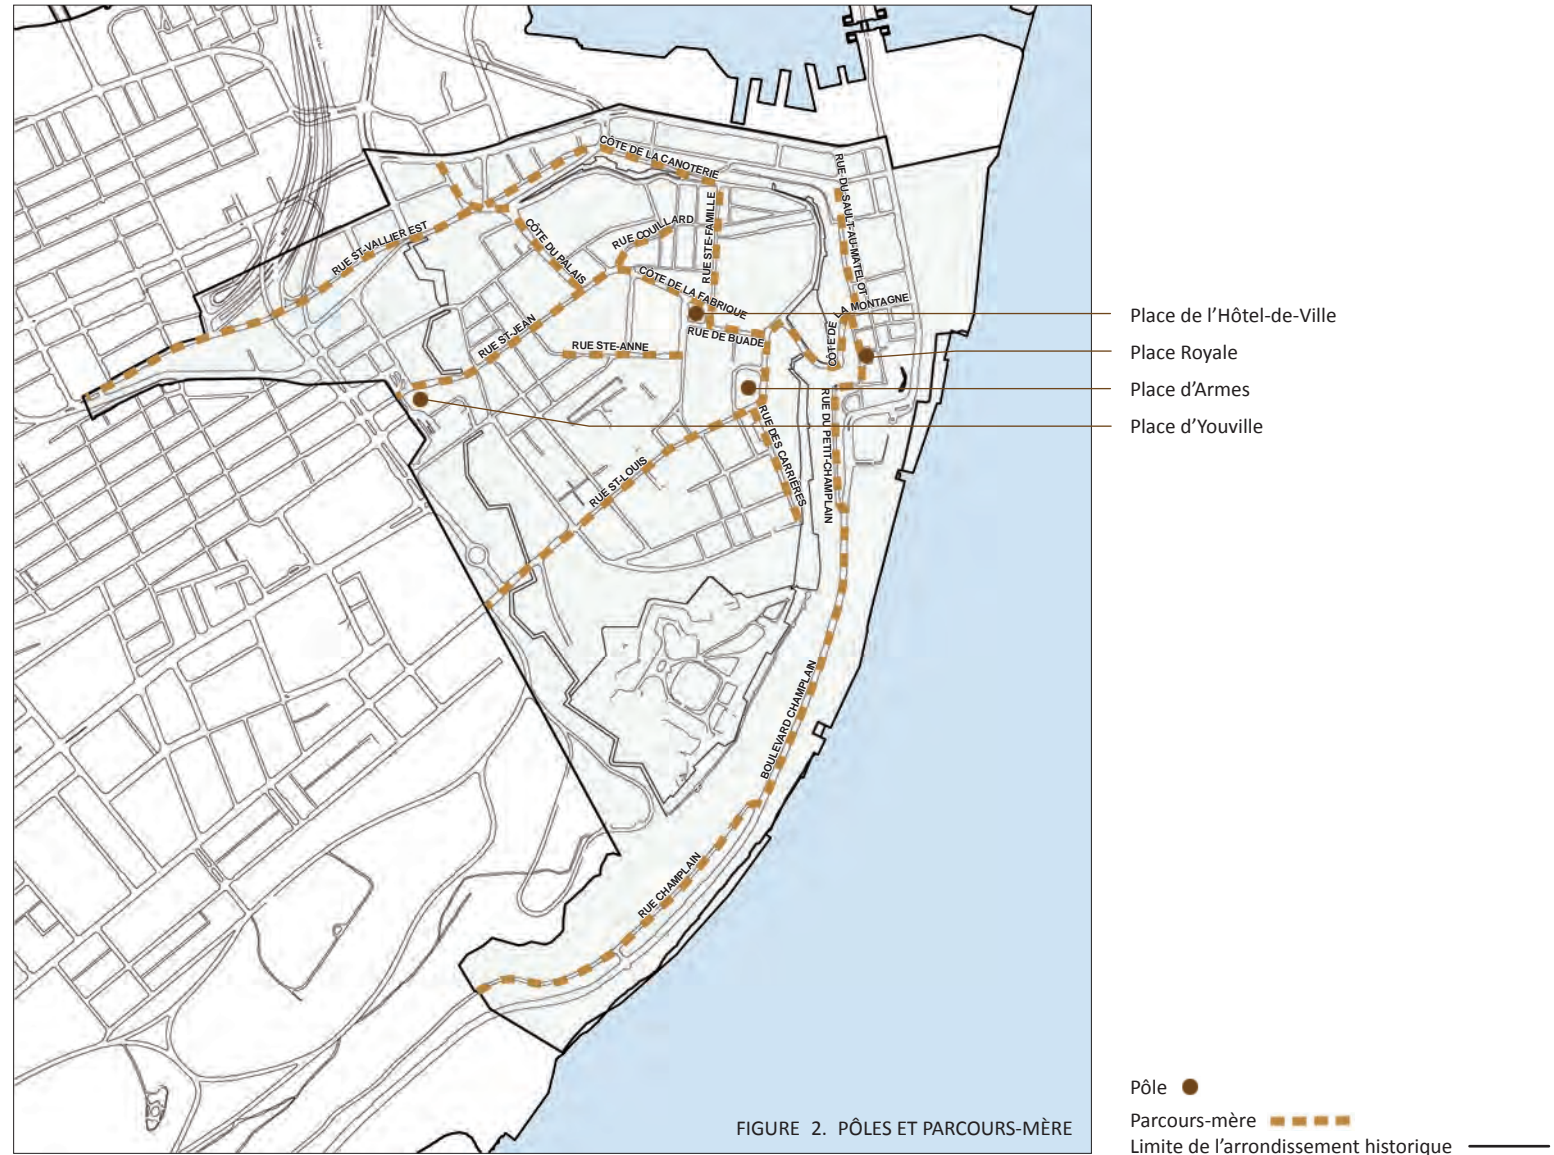 CÔTE DE LA CANOTERIE
RUE-DU-SAULT-AU-MATELOT
RUE ST-VALLIER EST
CÔTE DU PALAIS
RUE COUILLARD
RUE STE-FAMILLE
CÔTE DE LA FABRIQUE
CÔTE DE LA MONTAGNE
RUE ST-JEAN
RUE DE BUADE
RUE STE-ANNE
RUE ST-LOUIS
RUE DES CARRIÈRES
RUE DU PETIT-CHAMPLAIN
BOULEVARD CHAMPLAIN
RUE CHAMPLAIN
Place de l’Hôtel-de-Ville
Place Royale
Place d’Armes
Place d’Youville
FIGURE 2. PÔLES ET PARCOURS-MÈRE
Pôle
Parcours-mère
Limite de l’arrondissement historique